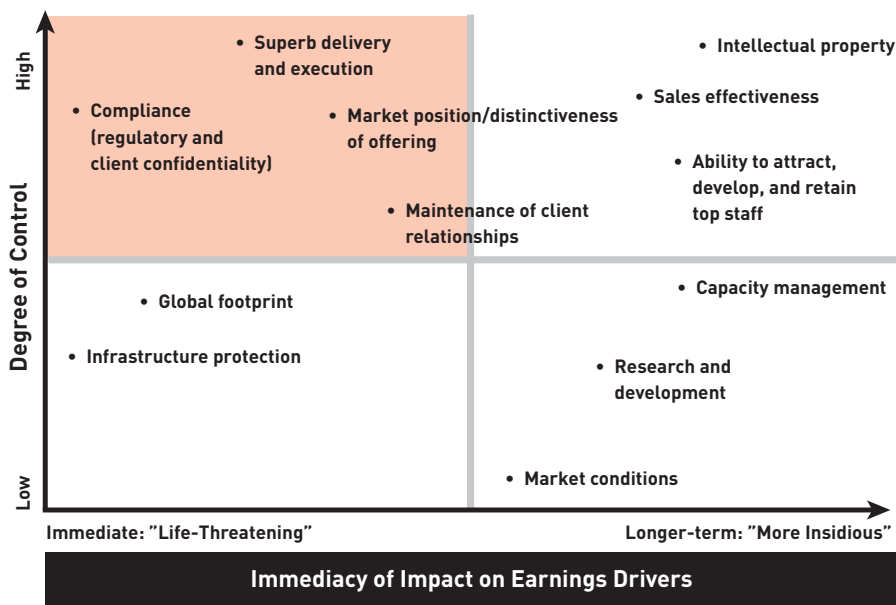 High
Degree of Control
Low
• Superb delivery
and execution
• Compliance
(regulatory and
client confidentiality)
• Market position/distinctiveness
of offering
• Maintenance of client
relationships
• Intellectual property
• Sales effectiveness
• Ability to attract,
develop, and retain
top staff
• Global footprint
• Infrastructure protection
• Capacity management
• Research and
development
• Market conditions
Immediate: ”Life-Threatening”
Longer-term: ”More Insidious”
Immediacy of Impact on Earnings Drivers